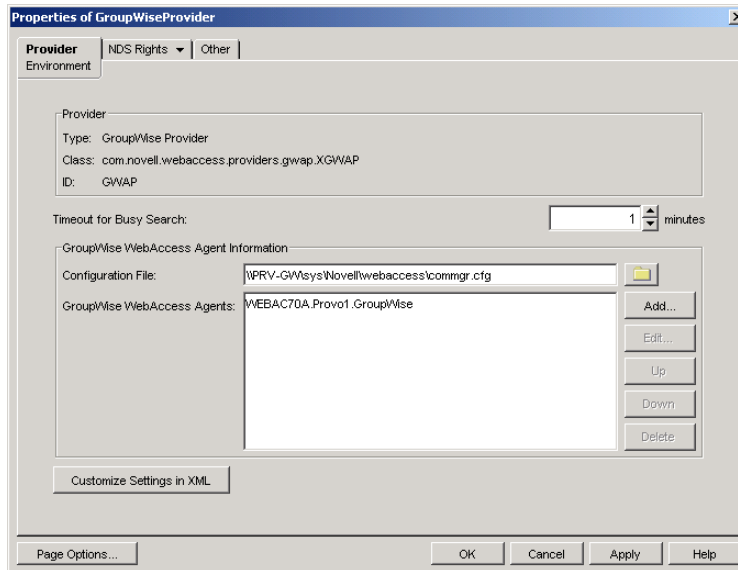 Properties of GroupWiseProvider
Provider NDS Rights Other
Environment
Provider
Type: GroupWise Provider
Class: com.novell.webaccess.providers.gwap.XGWAP
ID: GWAP
Timeout for Busy Search: 1 minutes
GroupWise WebAccess Agent Information
Configuration File: \\PRV-GW\sys\Novell\webaccess\commgr.cfg
GroupWise WebAccess Agents: WEBAC70A.Provo1.GroupWise
Add...
Edit...
Up
Down
Delete
Customize Settings in XML
Page Options... OK Cancel Apply Help